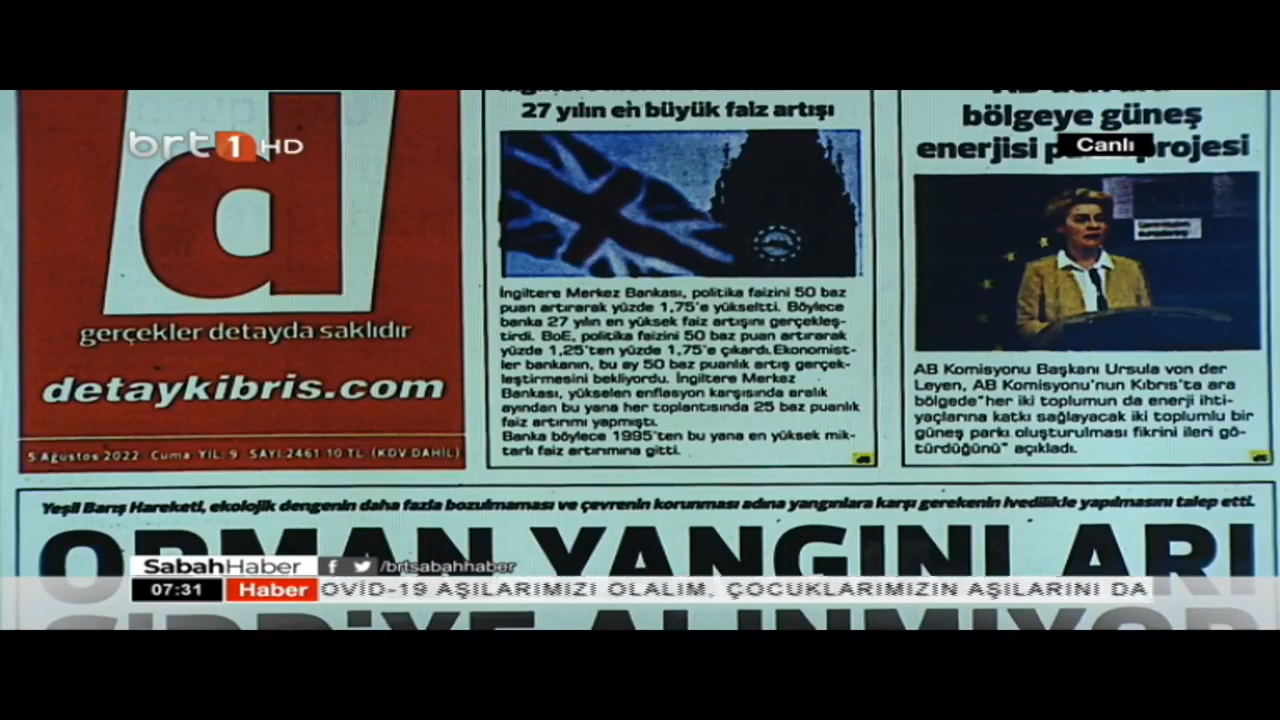 brt 1 HD
d
gerçekler detayda saklıdır
detaykibris.com
5 Ağustos 2022 Cuma YIL: 9 SAYI:2461 10 TL (KDV DAHİL)
27 yılın en büyük faiz artışı
İngiltere Merkez Bankası, politika faizini 50 baz
puan artırarak yüzde 1,75'e yükseltti. Böylece
banka 27 yılın en yüksek faiz artışını gerçekleş-
tirdi. BoE, politika faizini 50 baz puan artırarak
yüzde 1,25'ten yüzde 1,75'e çıkardı.Ekonomist-
ler bankanın, bu ay 50 baz puanlık artış gerçek-
leştirmesini bekliyordu. İngiltere Merkez
Bankası, yükselen enflasyon karşısında aralık
ayından bu yana her toplantısında 25 baz puanlık
faiz artırımı yapmıştı.
Banka böylece 1995'ten bu yana en yüksek mik-
tarlı faiz artırımına gitti.
bölgeye güneş
enerjisi projesi
Canlı
AB Komisyonu Başkanı Ursula von der
Leyen, AB Komisyonu'nun Kıbrıs'ta ara
bölgede"her iki toplumun da enerji ihti-
yaçlarına katkı sağlayacak iki toplumlu bir
güneş parkı oluşturulması fikrini ileri gö-
türdüğünü" açıkladı.
Yeşil Barış Hareketi, ekolojik dengenin daha fazla bozulmaması ve çevrenin korunması adına yangınlara karşı gerekenin ivedilikle yapılmasını talep etti.
ORMAN YANGINLARI
CİDDİYE ALINMIYOR
SabahHaber /brtsabahhaber
07:31 Haber OVİD-19 AŞILARIMIZI OLALIM, ÇOCUKLARIMIZIN AŞILARINI DA